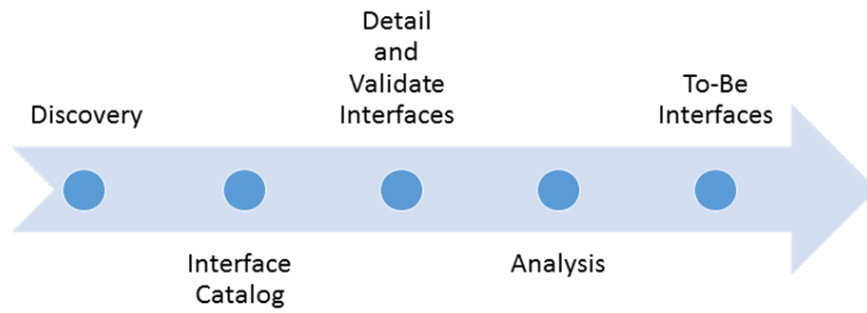 Discovery
Interface
Catalog
Detail
and
Validate
Interfaces
Analysis
To-Be
Interfaces